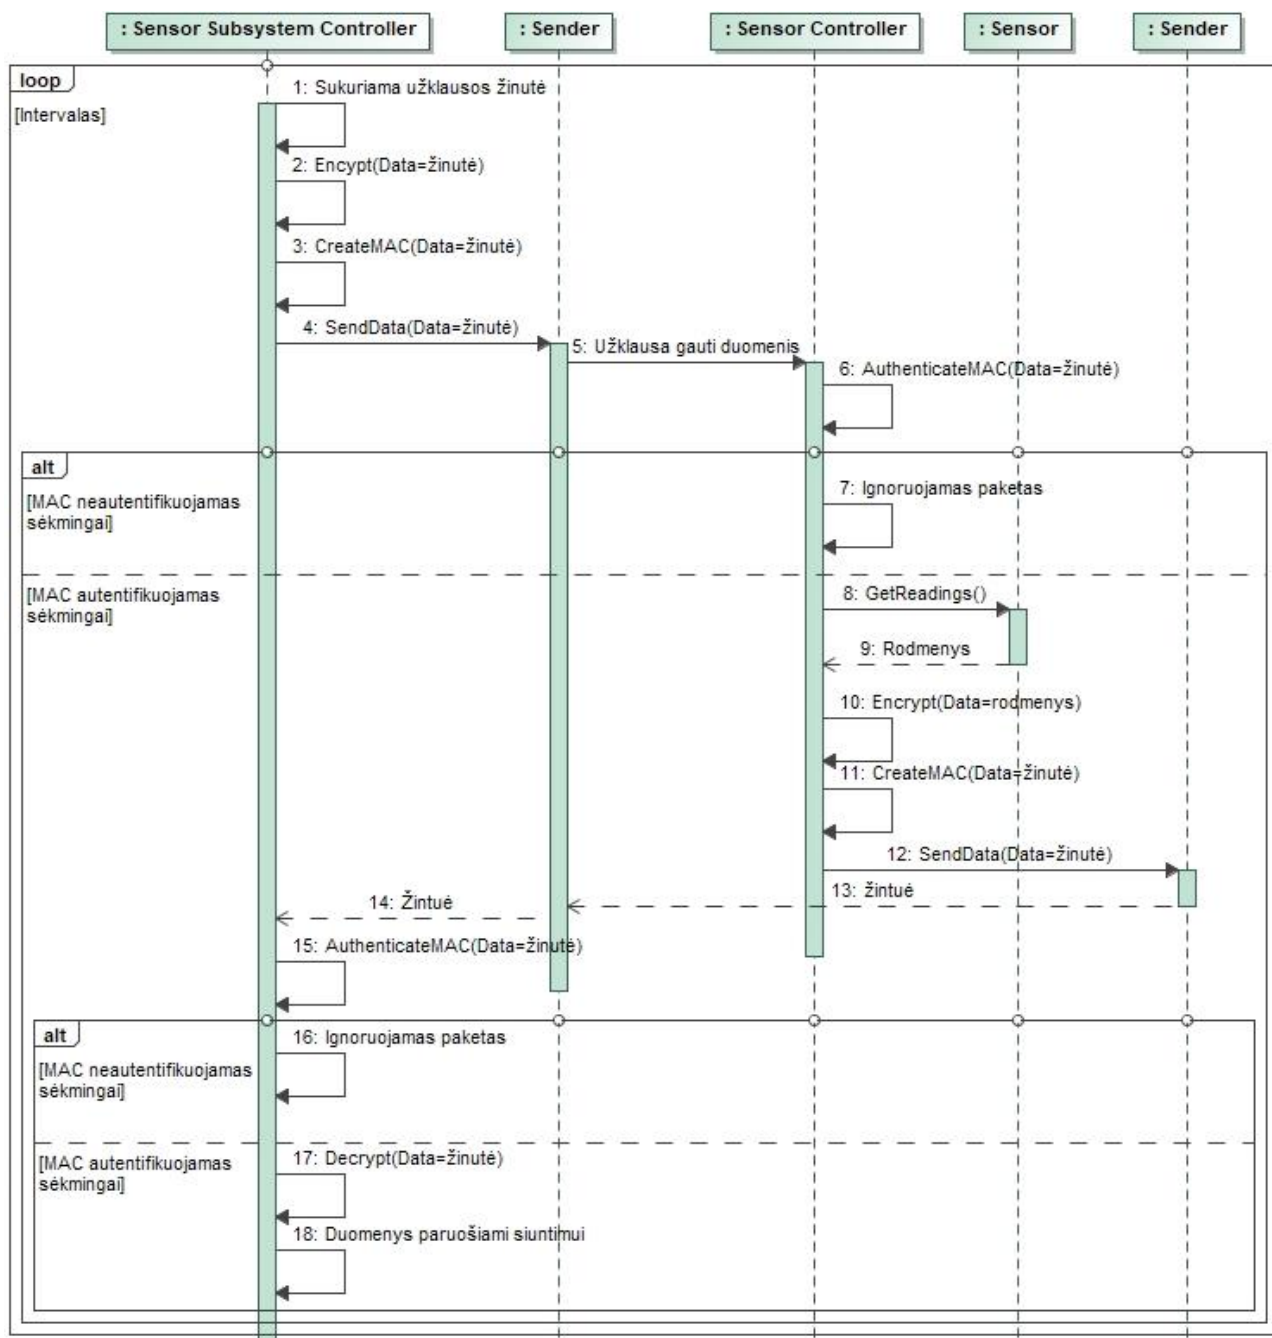 : Sensor Subsystem Controller
: Sender
: Sensor Controller
: Sensor
: Sender
loop
[Intervalas]
1: Sukuriama užklausos žinutė
2: Encypt(Data=žinutė)
3: CreateMAC(Data=žinutė)
4: SendData(Data=žinutė)
5: Užklausa gauti duomenis
6: AuthenticateMAC(Data=žinutė)
alt
[MAC neautentifikuojamas
sėkmingai]
7: Ignoruojamas paketas
[MAC autentifikuojamas
sėkmingai]
8: GetReadings()
9: Rodmenys
10: Encrypt(Data=rodmenys)
11: CreateMAC(Data=žinutė)
12: SendData(Data=žinutė)
13: žintuė
14: Žintuė
15: AuthenticateMAC(Data=žinutė)
alt
[MAC neautentifikuojamas
sėkmingai]
16: Ignoruojamas paketas
[MAC autentifikuojamas
sėkmingai]
17: Decrypt(Data=žinutė)
18: Duomenys paruošiami siuntimui